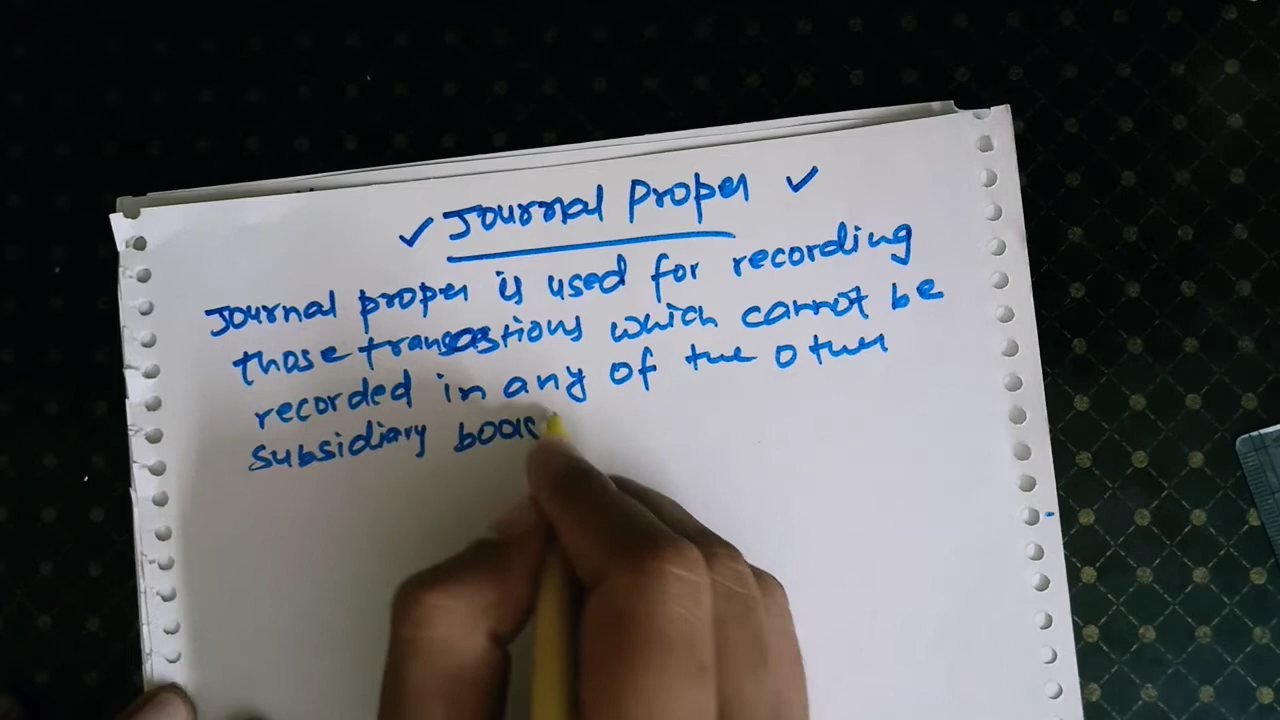 ✓ Journal Proper ✓
Journal proper is used for recording
those transactions which cannot be
recorded in any of the other
subsidiary books